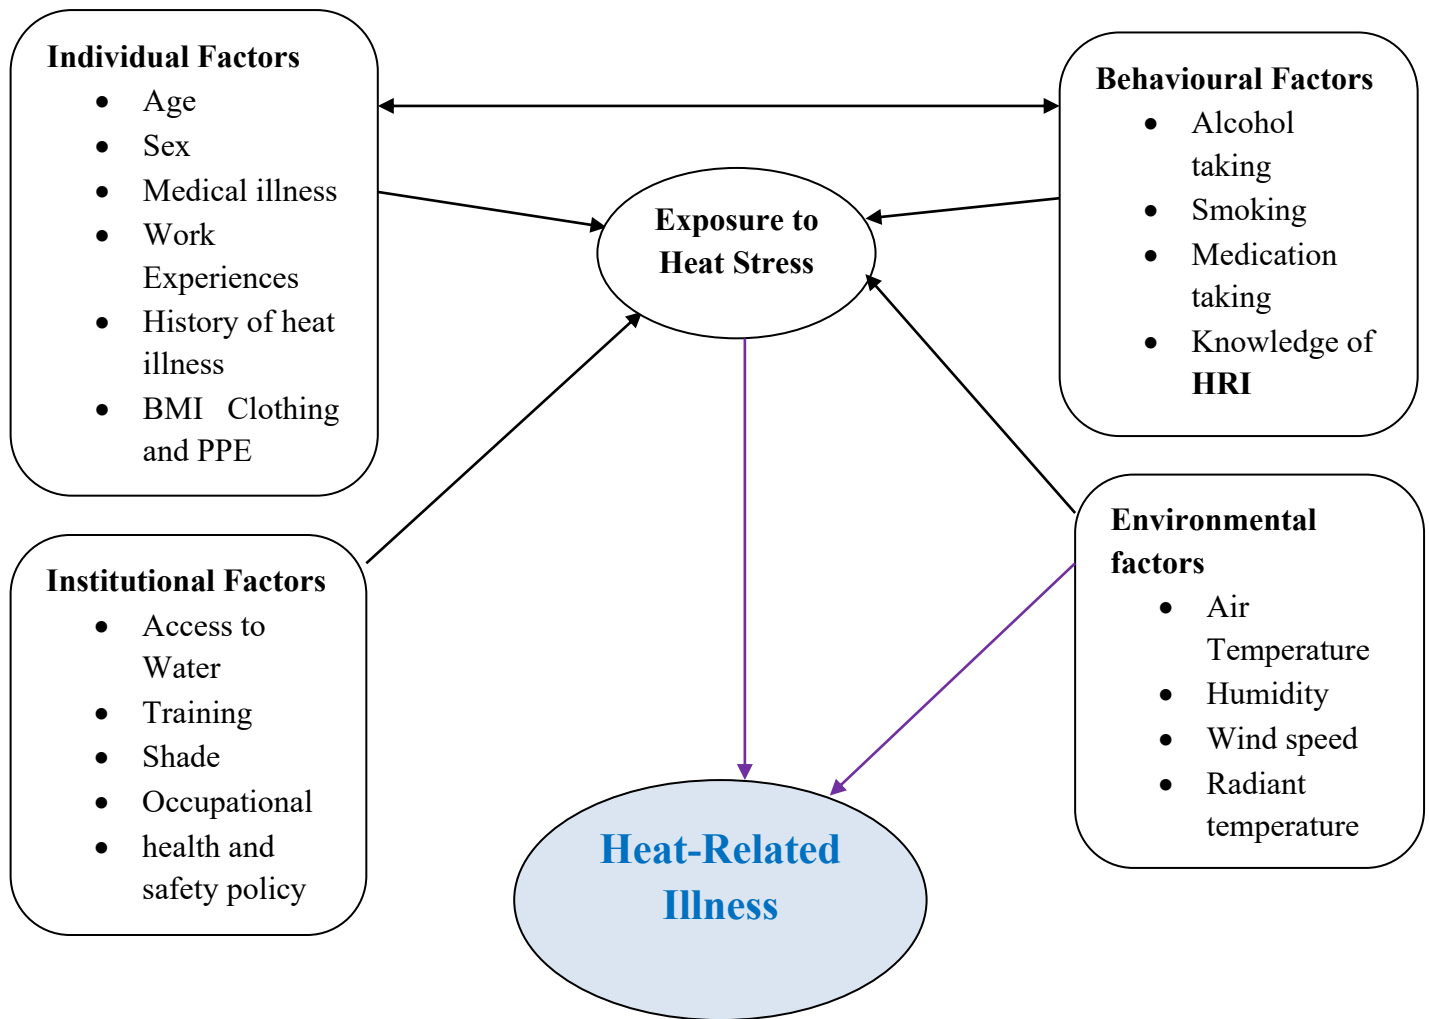 Individual Factors
• Age
• Sex
• Medical illness
• Work
Experiences
• History of heat
illness
• BMI Clothing
and PPE
Behavioural Factors
• Alcohol
taking
• Smoking
• Medication
taking
• Knowledge of
HRI
Exposure to
Heat Stress
Institutional Factors
• Access to
Water
• Training
• Shade
• Occupational
• health and
safety policy
Environmental
factors
• Air
Temperature
• Humidity
• Wind speed
• Radiant
temperature
Heat-Related
Illness